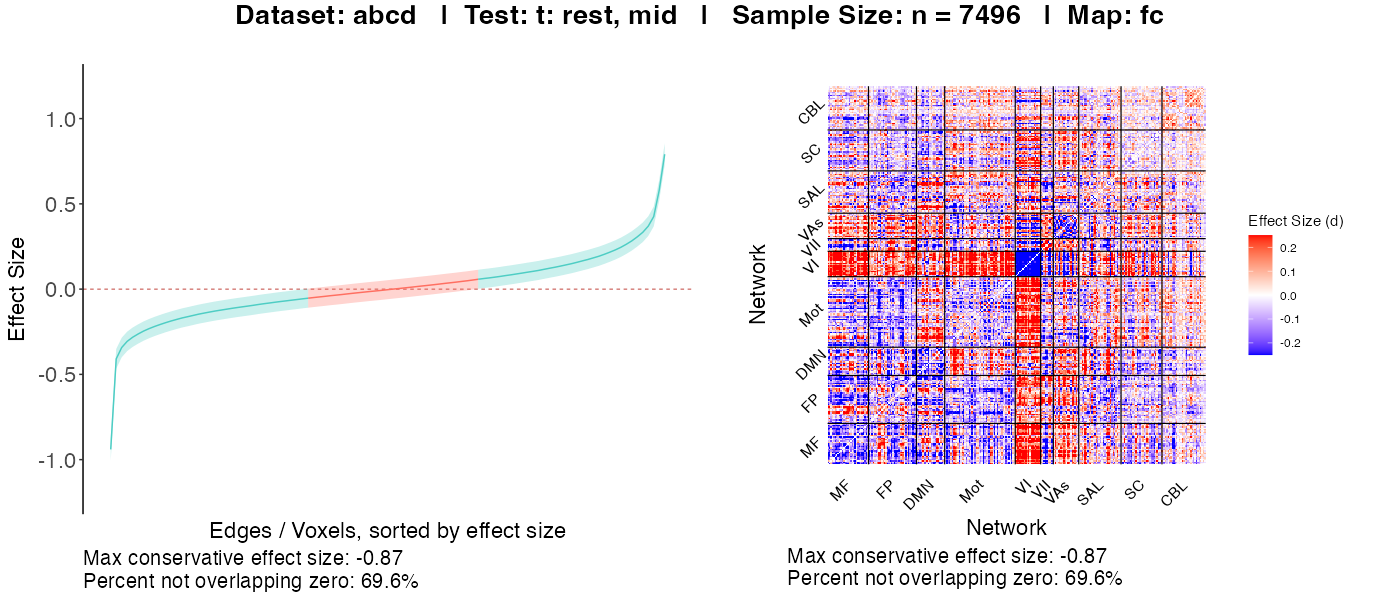 Dataset: abcd | Test: t: rest, mid | Sample Size: n = 7496 | Map: fc
Effect Size
1.0
0.5
0.0
-0.5
-1.0
Edges / Voxels, sorted by effect size
Max conservative effect size: -0.87
Percent not overlapping zero: 69.6%
Network
CBL
SC
SAL
VAs
VII
VI
Mot
DMN
FP
MF
MF
FP
DMN
Mot
VI
VII
VAs
SAL
SC
CBL
Network
Max conservative effect size: -0.87
Percent not overlapping zero: 69.6%
Effect Size (d)
0.2
0.1
0.0
-0.1
-0.2